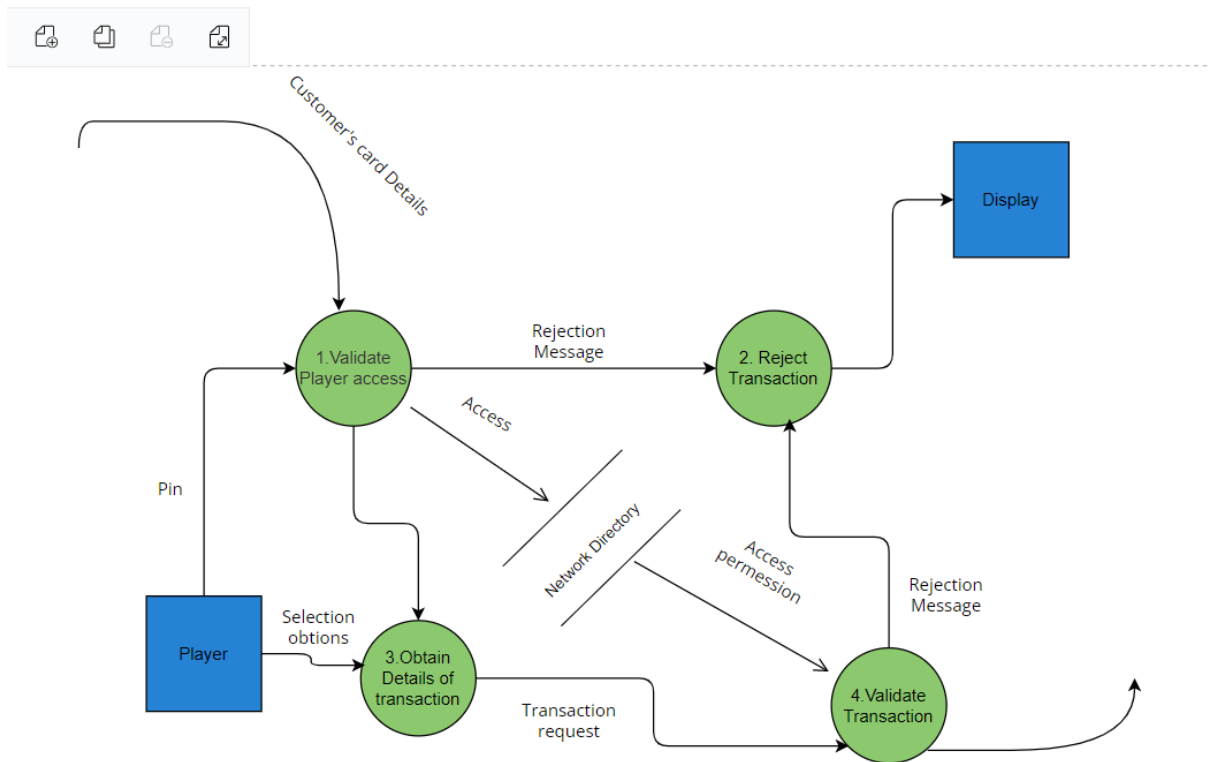 Customer's card Details
Display
Rejection
Message
1.Validate
Player access
2. Reject
Transaction
Access
Pin
Network Directory
Access
permession
Rejection
Message
Selection
obtions
Player
3.Obtain
Details of
transaction
4.Validate
Transaction
Transaction
request